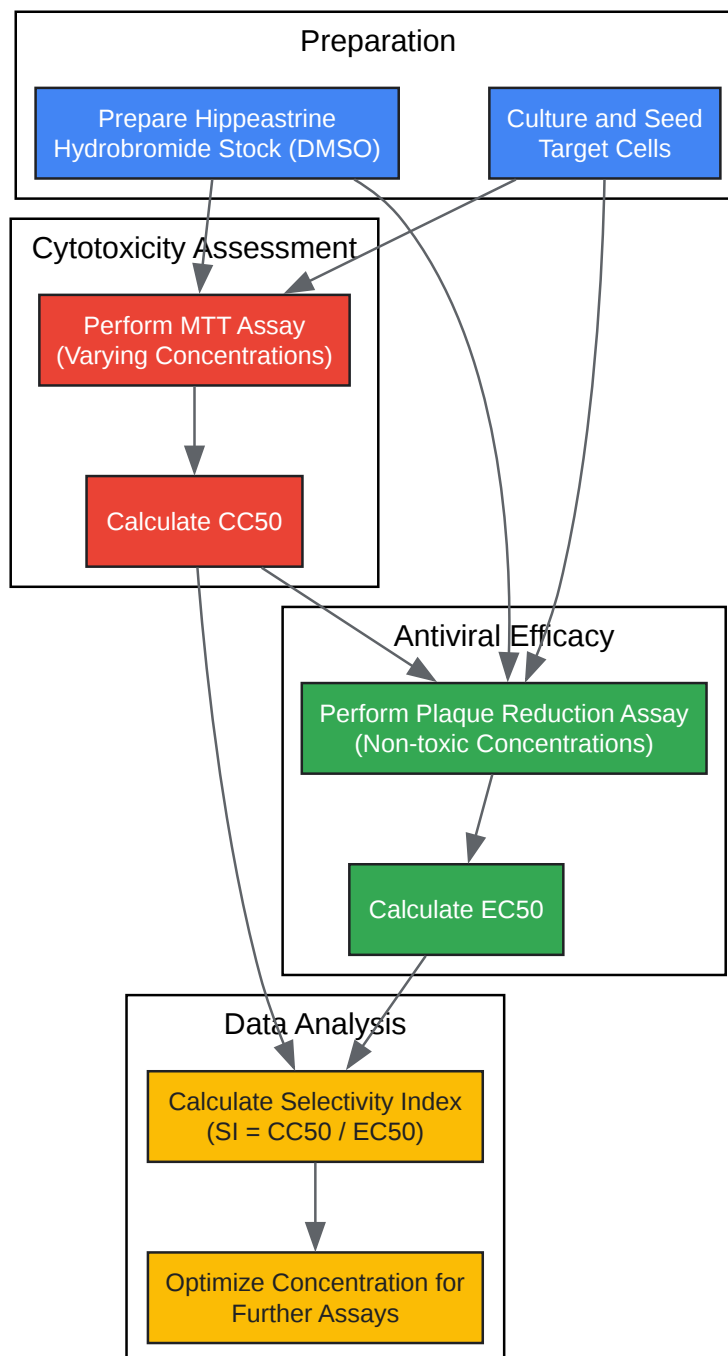 Preparation
Prepare Hippeastrine
Hydrobromide Stock (DMSO)
Culture and Seed
Target Cells
Cytotoxicity Assessment
Perform MTT Assay
(Varying Concentrations)
Calculate CC50
Antiviral Efficacy
Perform Plaque Reduction Assay
(Non-toxic Concentrations)
Calculate EC50
Data Analysis
Calculate Selectivity Index
(SI = CC50 / EC50)
Optimize Concentration for
Further Assays